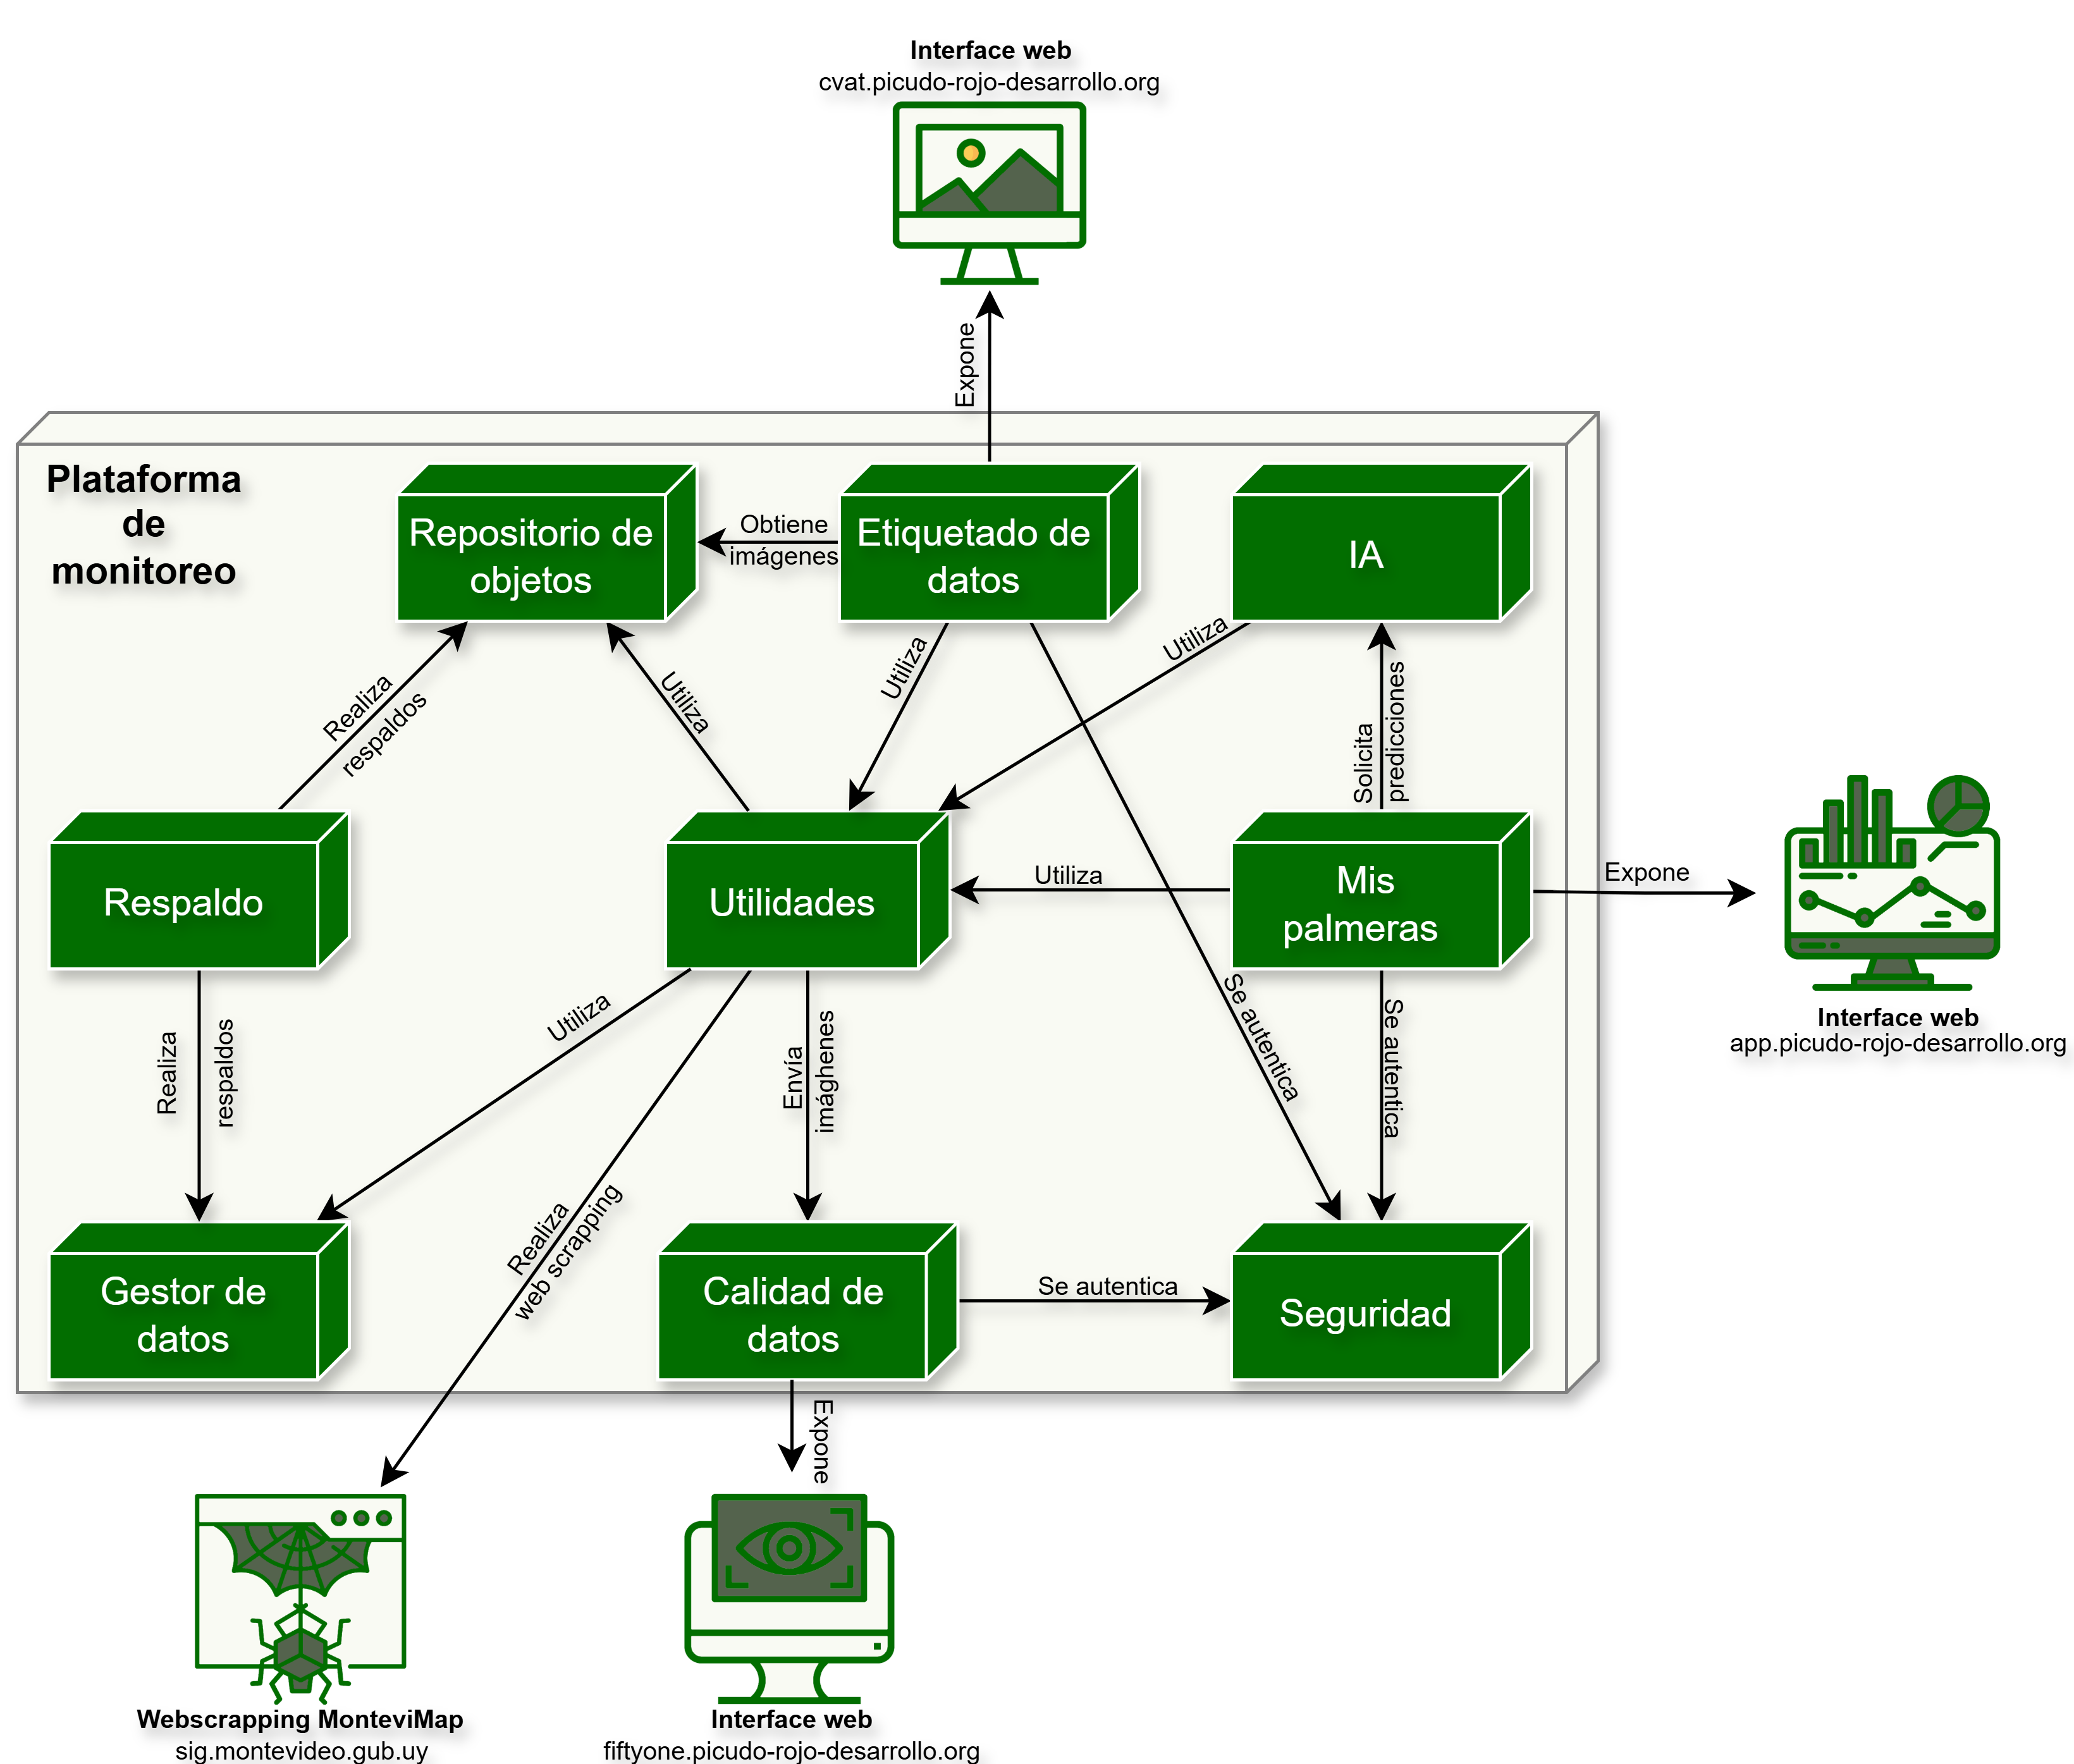 Interface web
cvat.picudo-rojo-desarrollo.org
Expone
Plataforma
de
monitoreo
Repositorio de
objetos
Obtiene
imágenes
Etiquetado de
datos
IA
Realiza
respaldos
Utiliza
Utiliza
Utiliza
Solicita
predicciones
Respaldo
Utilidades
Utiliza
Mis
palmeras
Expone
Interface web
app.picudo-rojo-desarrollo.org
Realiza
respaldos
Utiliza
Envía
imághenes
Se autentica
Se autentica
Realiza
web scrapping
Gestor de
datos
Calidad de
datos
Se autentica
Seguridad
Expone
Webscrapping MonteviMap
sig.montevideo.gub.uy
Interface web
fiftyone.picudo-rojo-desarrollo.org